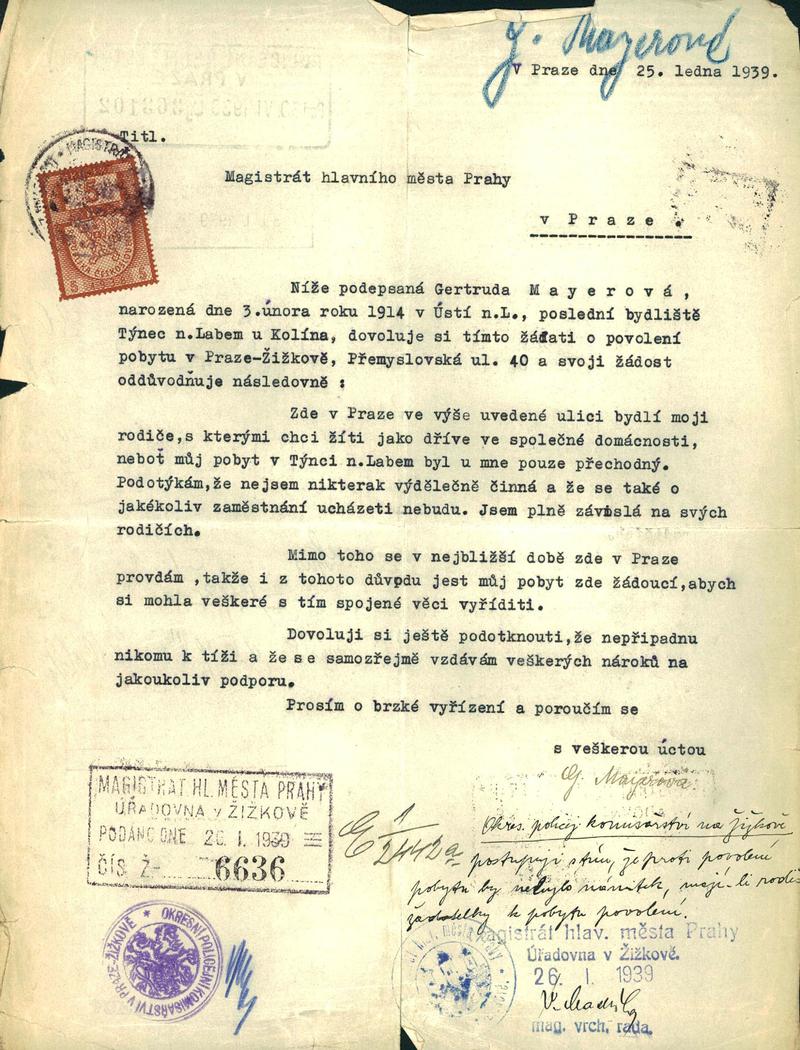 G. Mayerová
V Praze dne 25. ledna 1939.
Titl.
Magistrát hlavního města Prahy
v Praze.
Níže podepsaná Gertruda Mayerová,
narozená dne 3.února roku 1914 v Ústí n.L., poslední bydliště
Týnec n.Labem u Kolína, dovoluje si tímto žádati o povolení
pobytu v Praze-Žižkově, Přemyslovská ul. 40 a svoji žádost
oddůvodňuje následovně :
Zde v Praze ve výše uvedené ulici bydlí moji
rodiče,s kterými chci žíti jako dříve ve společné domácnosti,
neboť můj pobyt v Týnci n.Labem byl u mne pouze přechodný.
Podotýkám,že nejsem nikterak výdělečně činná a že se také o
jakékoliv zaměstnání ucházeti nebudu. Jsem plně závislá na svých
rodičích.
Mimo toho se v nejbližší době zde v Praze
provdám ,takže i z tohoto důvodu jest můj pobyt zde žádoucí,abych
si mohla veškeré s tím spojené věci vyříditi.
Dovoluji si ještě podotknouti,že nepřipadnu
nikomu k tíži a že se samozřejmě vzdávám veškerých nároků na
jakoukoliv podporu.
Prosím o brzké vyřízení a poroučím se
s veškerou úctou
G. Mayerová.
MAGISTRÁT HL. MĚSTA PRAHY
ÚŘADOVNA V ŽIŽKOVĚ
PODÁNO DNE 26. I. 1939
ČÍS. Ž- 6636
1
2442
Okres. policej. komisařství na Žižkově
postupuji s tím, že proti povolení
pobytu by nebylo námitek, mají-li rodiče
žadatelky k pobytu povolení.
Magistrát hlav. města Prahy
Úřadovna v Žižkově.
26. I. 1939
mag. vrch. rada.
OKRESNÍ POLICEJNÍ KOMISAŘSTVÍ V PRAZE-ŽIŽKOVĚ